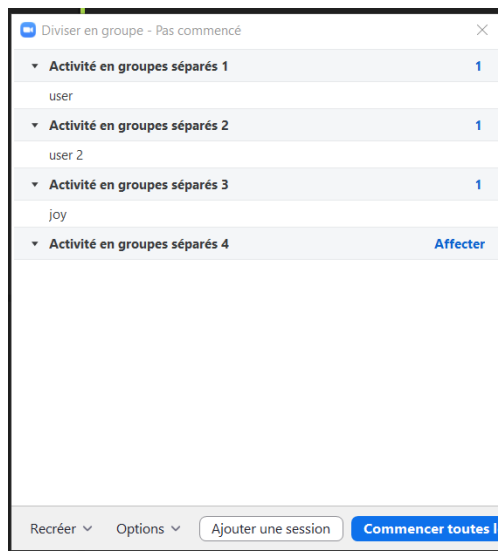 Diviser en groupe - Pas commencé
Activité en groupes séparés 1 1
user
Activité en groupes séparés 2 1
user 2
Activité en groupes séparés 3 1
joy
Activité en groupes séparés 4 Affecter
Recréer Options Ajouter une session Commencer toutes l